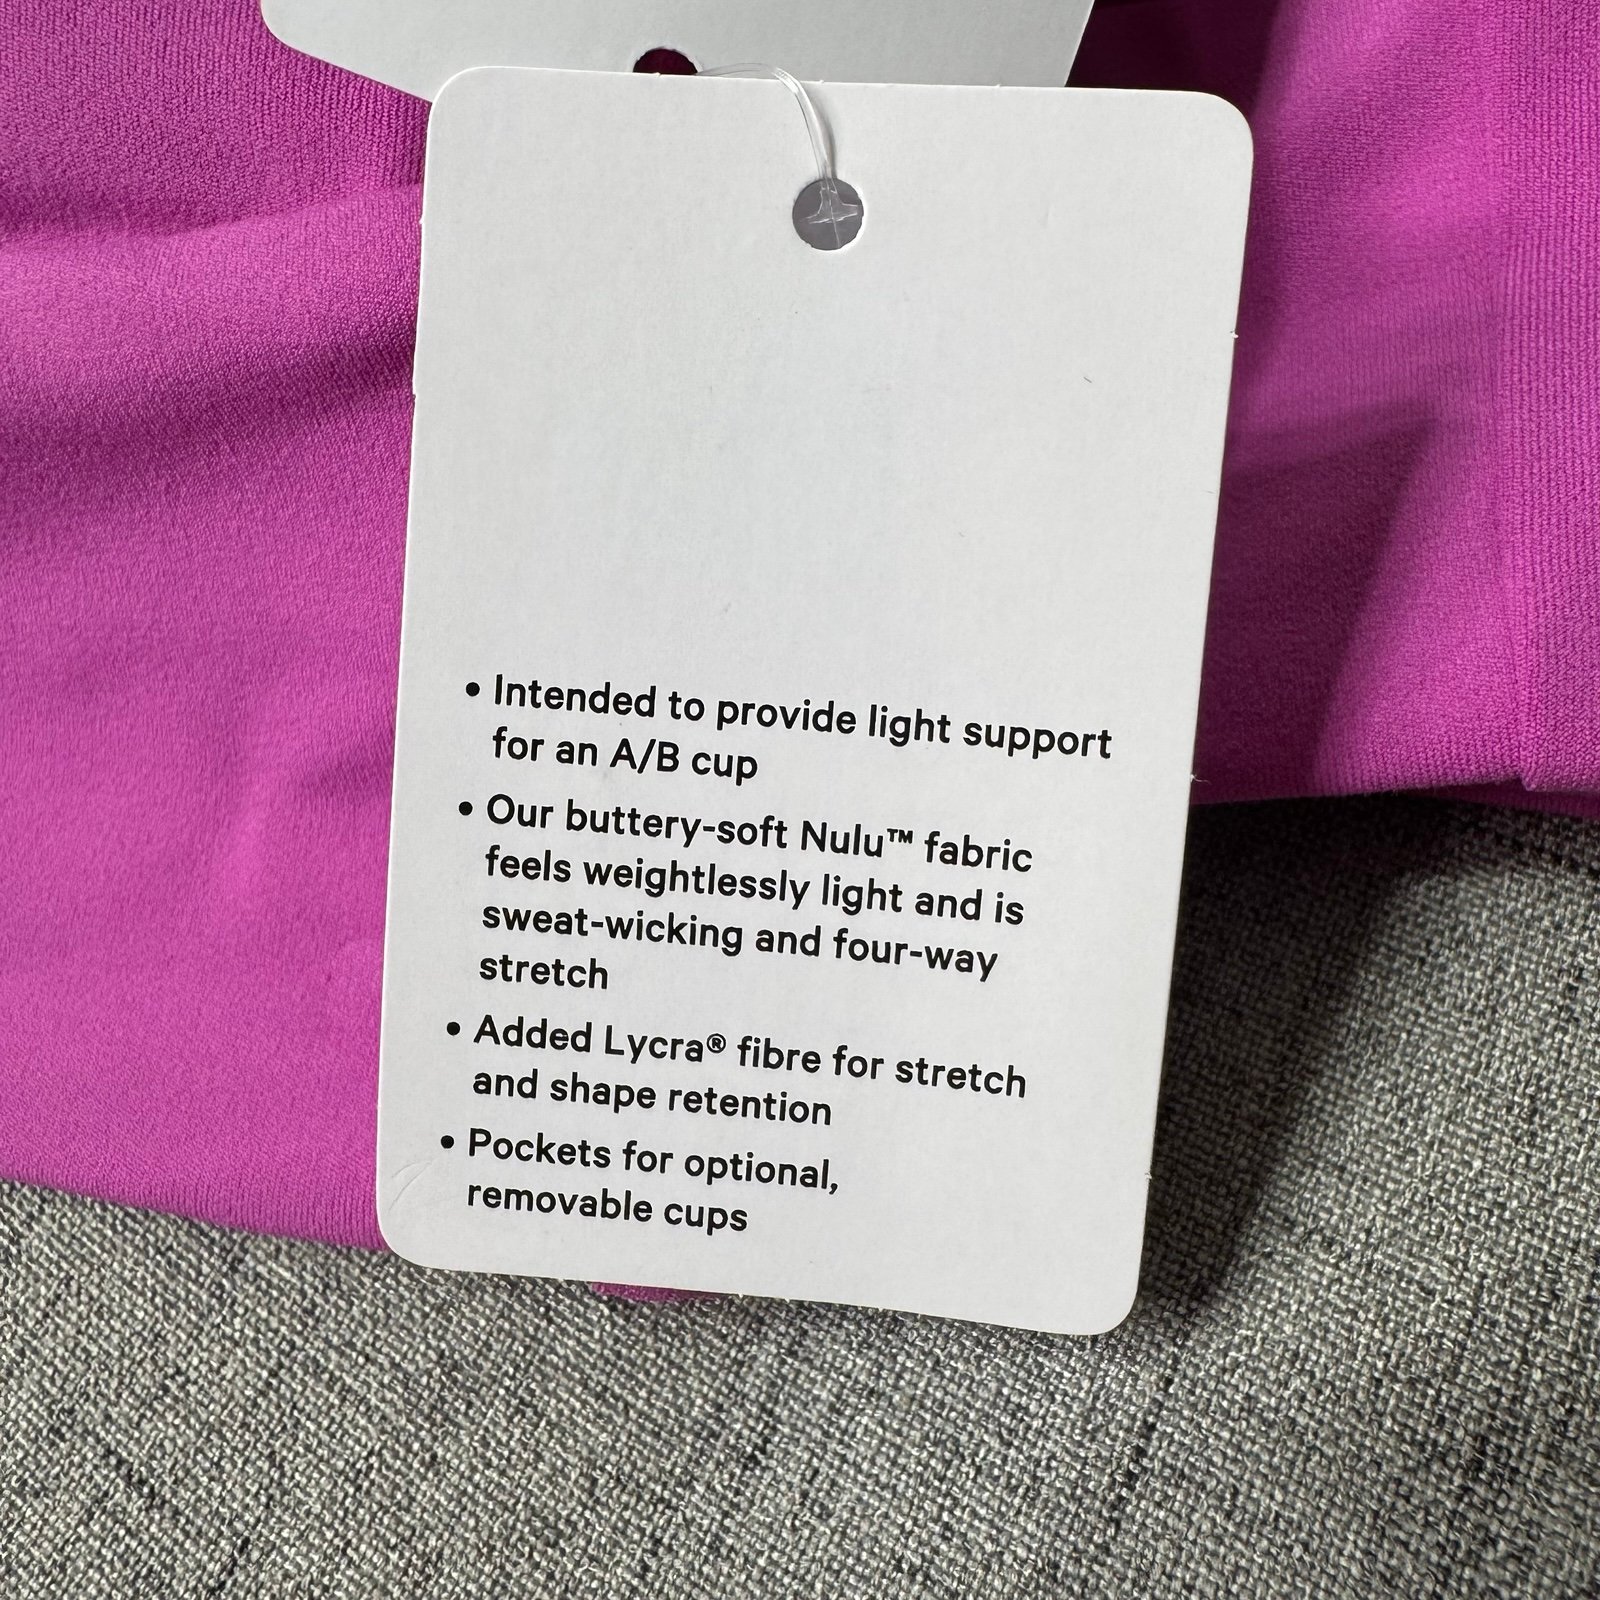 • Intended to provide light support
for an A/B cup
• Our buttery-soft Nulu™ fabric
feels weightlessly light and is
sweat-wicking and four-way
stretch
• Added Lycra® fibre for stretch
and shape retention
• Pockets for optional,
removable cups